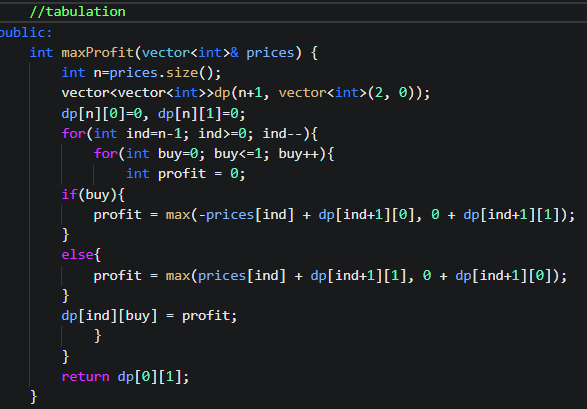 //tabulation
public:
int maxProfit(vector<int>& prices) {
int n=prices.size();
vector<vector<int>>dp(n+1, vector<int>(2, 0));
dp[n][0]=0, dp[n][1]=0;
for(int ind=n-1; ind>=0; ind--){
for(int buy=0; buy<=1; buy++){
int profit = 0;
if(buy){
profit = max(-prices[ind] + dp[ind+1][0], 0 + dp[ind+1][1]);
}
else{
profit = max(prices[ind] + dp[ind+1][1], 0 + dp[ind+1][0]);
}
dp[ind][buy] = profit;
}
}
return dp[0][1];
}